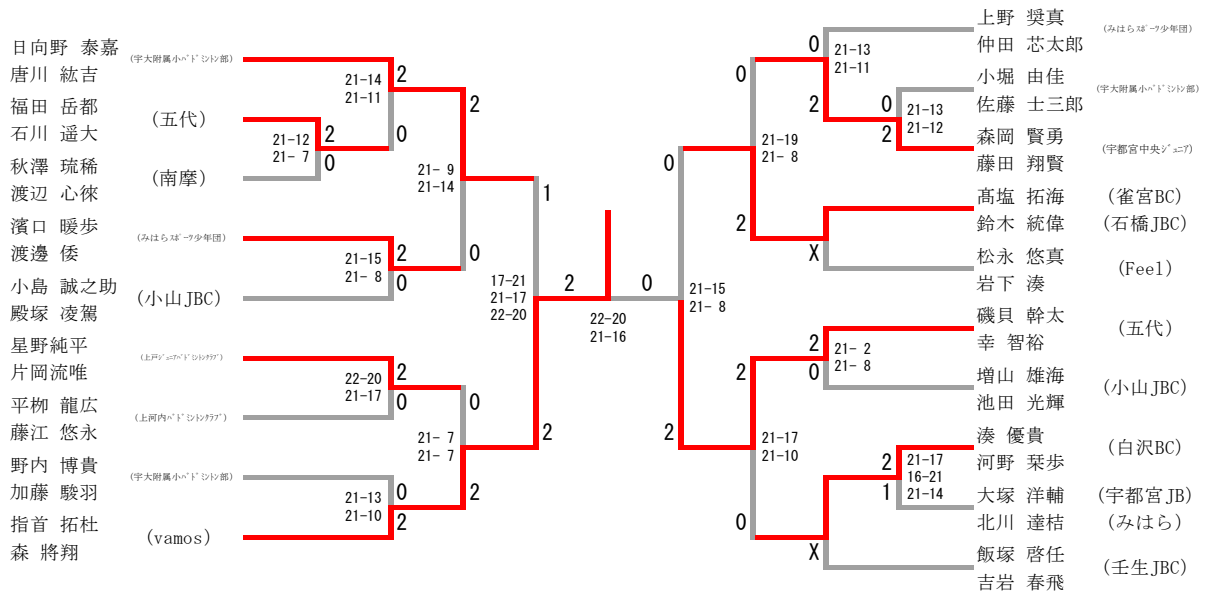 日向野 泰嘉
唐川 紘吉
(宇大附属小ﾊﾞﾄﾞﾐﾝﾄﾝ部)
福田 岳都
石川 遥大
(五代)
秋澤 琉稀
渡辺 心徠
(南摩)
濱口 暖歩
渡邊 倭
(みはらｽﾎﾟｰﾂ少年団)
小島 誠之助
殿塚 凌駕
(小山JBC)
星野純平
片岡流唯
(上戸ｼﾞｭﾆｱﾊﾞﾄﾞﾐﾝﾄﾝｸﾗﾌﾞ)
平栁 龍広
藤江 悠永
(上河内ﾊﾞﾄﾞﾐﾝﾄﾝｸﾗﾌﾞ)
野内 博貴
加藤 駿羽
(宇大附属小ﾊﾞﾄﾞﾐﾝﾄﾝ部)
指首 拓杜
森 將翔
(vamos)
21-14
21-11
2
0
21-12
21- 7
2
0
21-15
21- 8
2
0
22-20
21-17
2
0
21-13
21-10
0
2
21- 9
21-14
2
0
21- 7
21- 7
0
2
17-21
21-17
22-20
1
2
2
0
22-20
21-16
21-15
21- 8
0
2
21-19
21- 8
0
2
21-17
21-10
2
0
21-13
21-11
0
2
21-13
21-12
0
2
X
21- 2
21- 8
2
0
21-17
16-21
21-14
2
1
X
上野 奨真
仲田 芯太郎
(みはらｽﾎﾟｰﾂ少年団)
小堀 由佳
佐藤 士三郎
(宇大附属小ﾊﾞﾄﾞﾐﾝﾄﾝ部)
森岡 賢勇
藤田 翔賢
(宇都宮中央ｼﾞｭﾆｱ)
髙塩 拓海 (雀宮BC)
鈴木 統偉 (石橋JBC)
松永 悠真
岩下 湊
(Feel)
磯貝 幹太
幸 智裕
(五代)
増山 雄海
池田 光輝
(小山JBC)
湊 優貴
河野 栞歩
(白沢BC)
大塚 洋輔 (宇都宮JB)
北川 達桔 (みはら)
飯塚 啓任
吉岩 春飛
(壬生JBC)